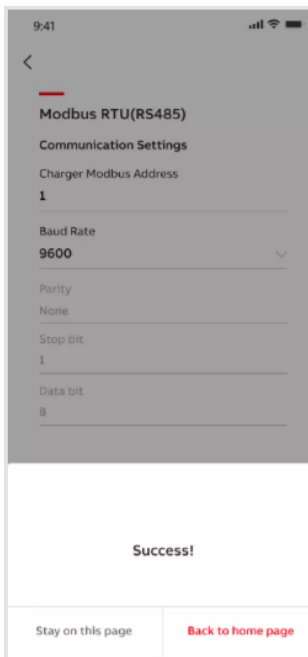 9:41
Modbus RTU(RS485)
Communication Settings
Charger Modbus Address
1
Baud Rate
9600
Parity
None
Stop bit
1
Data bit
8
Success!
Stay on this page
Back to home page